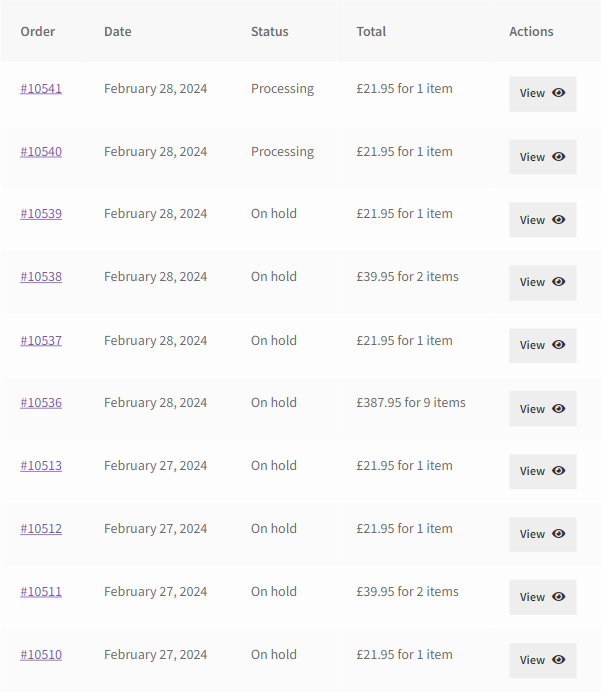 Order Date Status Total Actions
#10541 February 28, 2024 Processing £21.95 for 1 item View
#10540 February 28, 2024 Processing £21.95 for 1 item View
#10539 February 28, 2024 On hold £21.95 for 1 item View
#10538 February 28, 2024 On hold £39.95 for 2 items View
#10537 February 28, 2024 On hold £21.95 for 1 item View
#10536 February 28, 2024 On hold £387.95 for 9 items View
#10513 February 27, 2024 On hold £21.95 for 1 item View
#10512 February 27, 2024 On hold £21.95 for 1 item View
#10511 February 27, 2024 On hold £39.95 for 2 items View
#10510 February 27, 2024 On hold £21.95 for 1 item View